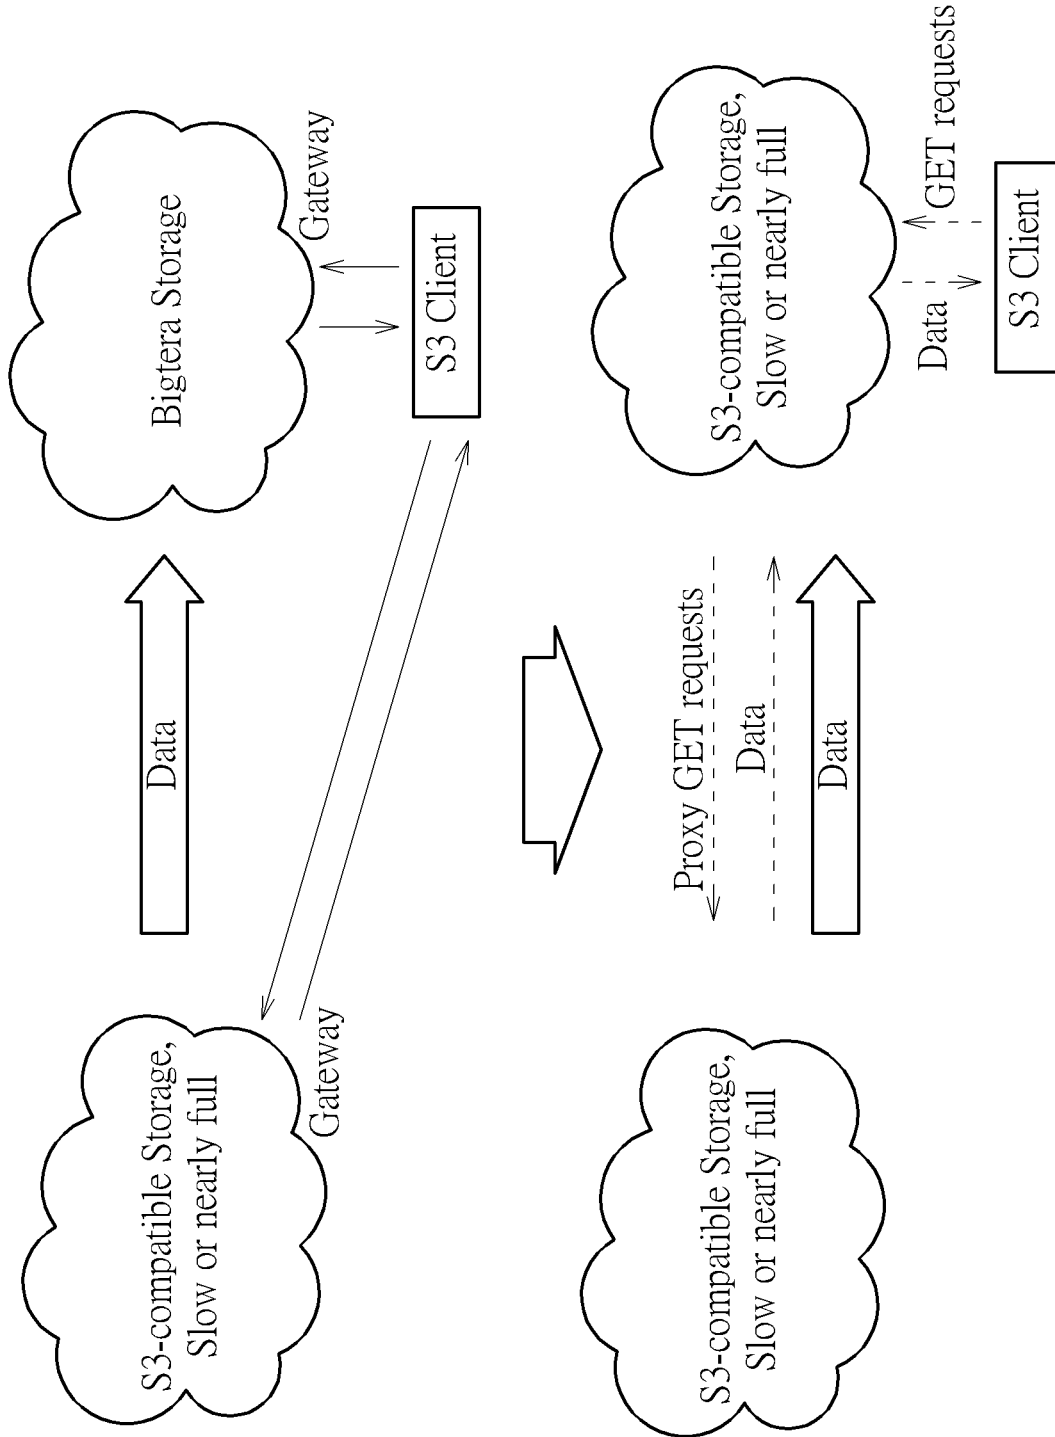 S3-compatible Storage,
Slow or nearly full
Data
Bigtera Storage
Gateway
Gateway
S3 Client
S3-compatible Storage,
Slow or nearly full
Proxy GET requests
Data
Data
S3-compatible Storage,
Slow or nearly full
Data
GET requests
S3 Client